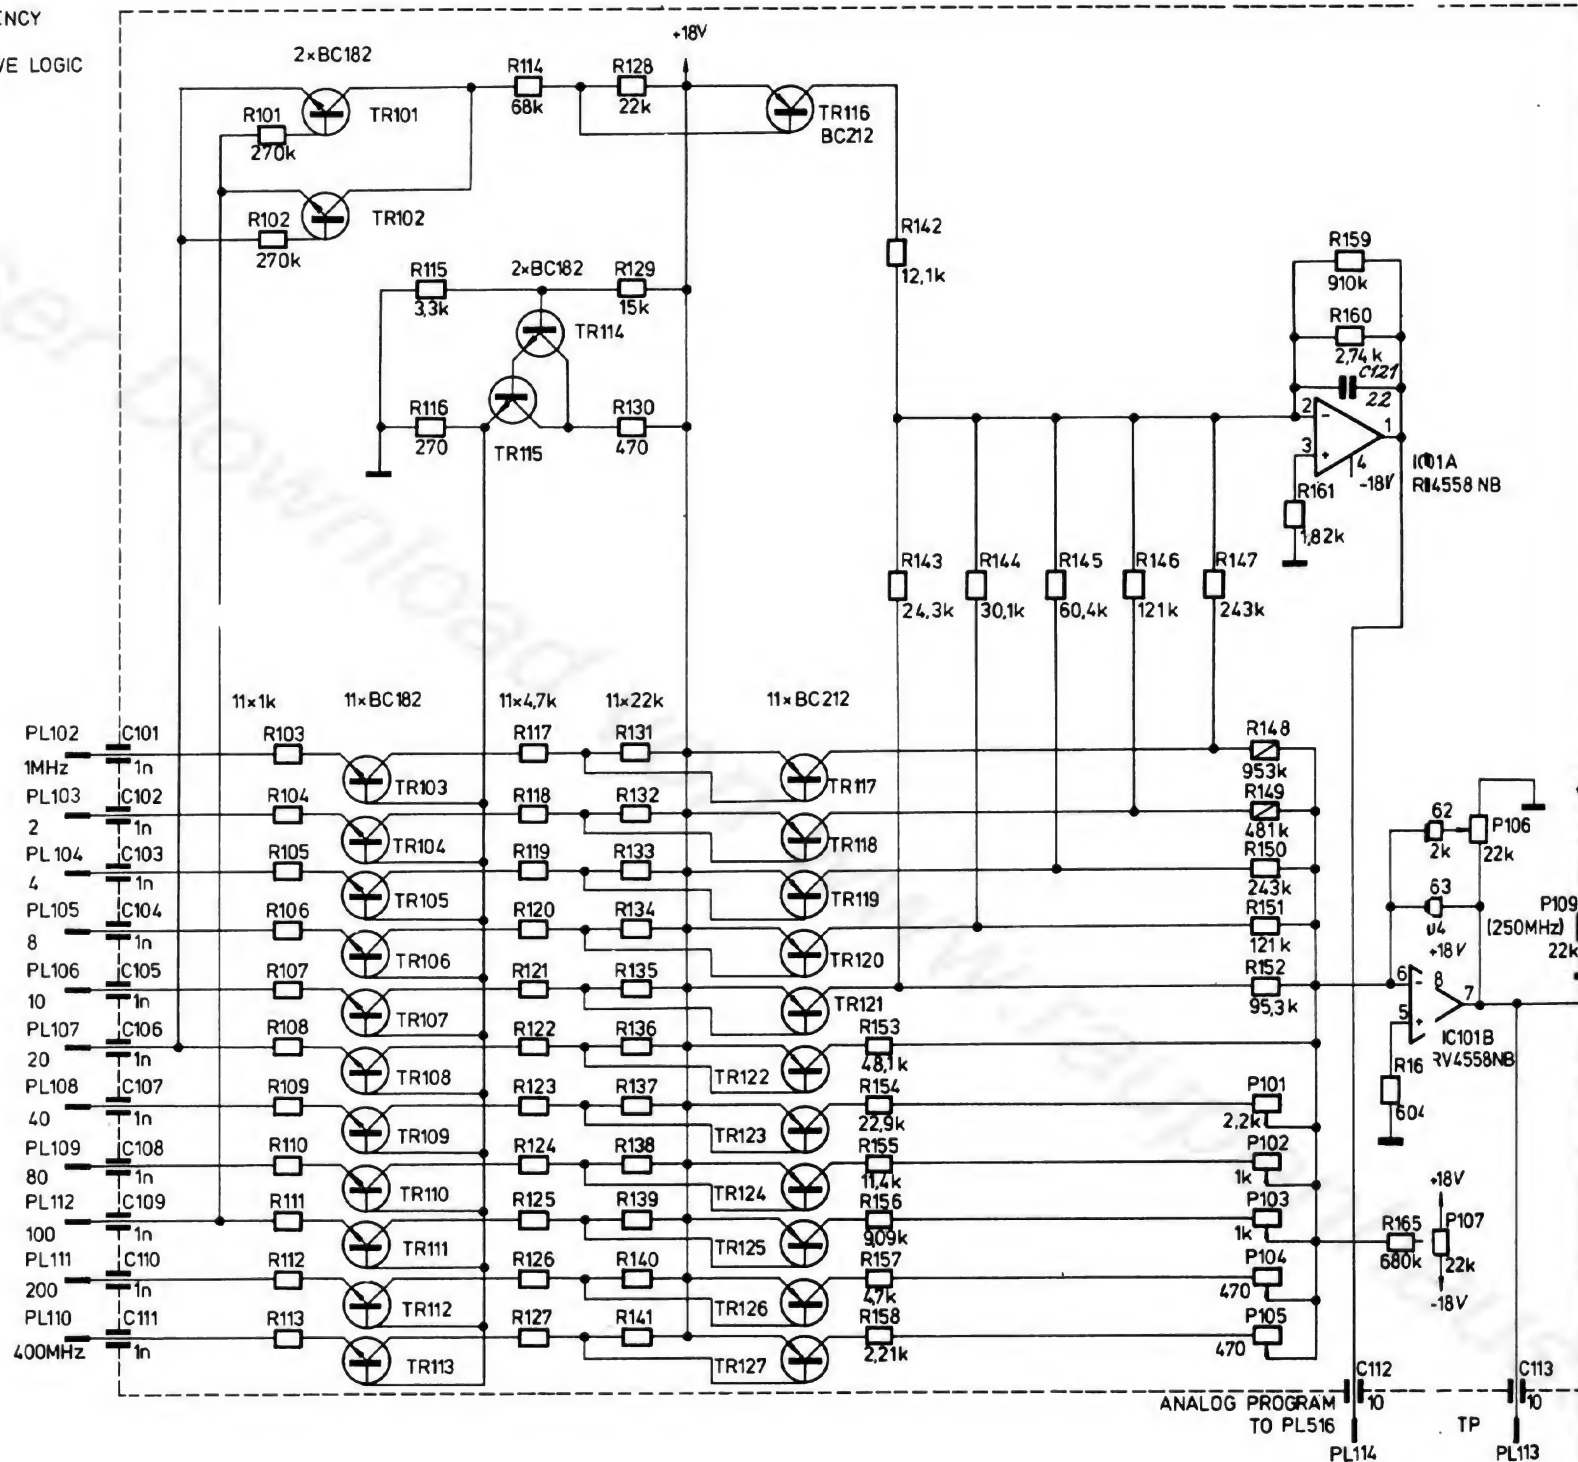 ENCY
VE LOGIC
2×BC182
+18V
R114
68k
R128
22k
TR116
BC212
R101
270k
TR101
R102
270k
TR102
R142
12,1k
R115
3,3k
2×BC182
R129
15k
TR114
R116
270
TR115
R130
470
R159
910k
R160
2,74k
C121
22
2
-
3
+
1
4
-18V
IC101A
RV4558NB
R161
1,82k
R143
24,3k
R144
30,1k
R145
60,4k
R146
121k
R147
243k
11×1k
11×BC182
11×4,7k
11×22k
11×BC212
PL102
C101
R103
R117
R131
R148
1MHz
1n
TR103
TR117
953k
PL103
C102
R104
R118
R132
R149
2
1n
TR104
TR118
481k
PL104
C103
R105
R119
R133
R150
4
1n
TR105
TR119
243k
PL105
C104
R106
R120
R134
R151
8
1n
TR106
TR120
121k
PL106
C105
R107
R121
R135
R152
10
1n
TR107
TR121
95,3k
PL107
C106
R108
R122
R136
R153
20
1n
TR108
TR122
48,1k
PL108
C107
R109
R123
R137
R154
P101
40
1n
TR109
TR123
22,9k
2,2k
PL109
C108
R110
R124
R138
R155
P102
80
1n
TR110
TR124
11,4k
1k
PL112
C109
R111
R125
R139
R156
P103
100
1n
TR111
TR125
9,09k
1k
PL111
C110
R112
R126
R140
R157
P104
200
1n
TR112
TR126
4,7k
470
PL110
C111
R113
R127
R141
R158
P105
400MHz
1n
TR113
TR127
2,21k
470
62
2k
P106
22k
63
04
+18V
P109
(250MHz)
22k
6
-
8
7
5
+
IC101B
RV4558NB
R16
604
+18V
R165
680k
P107
22k
-18V
C112
10
C113
10
ANALOG PROGRAM
TO PL516
TP
PL114
PL113